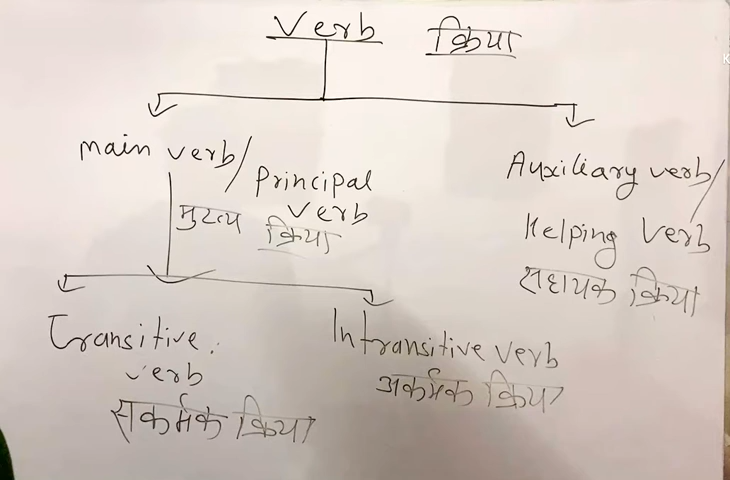 Verb क्रिया
Main verb/
Principal
verb
मुख्य क्रिया
Auxiliary verb/
Helping Verb
सहायक क्रिया
Transitive
verb
सकर्मक क्रिया
Intransitive verb
अकर्मक क्रिया
K